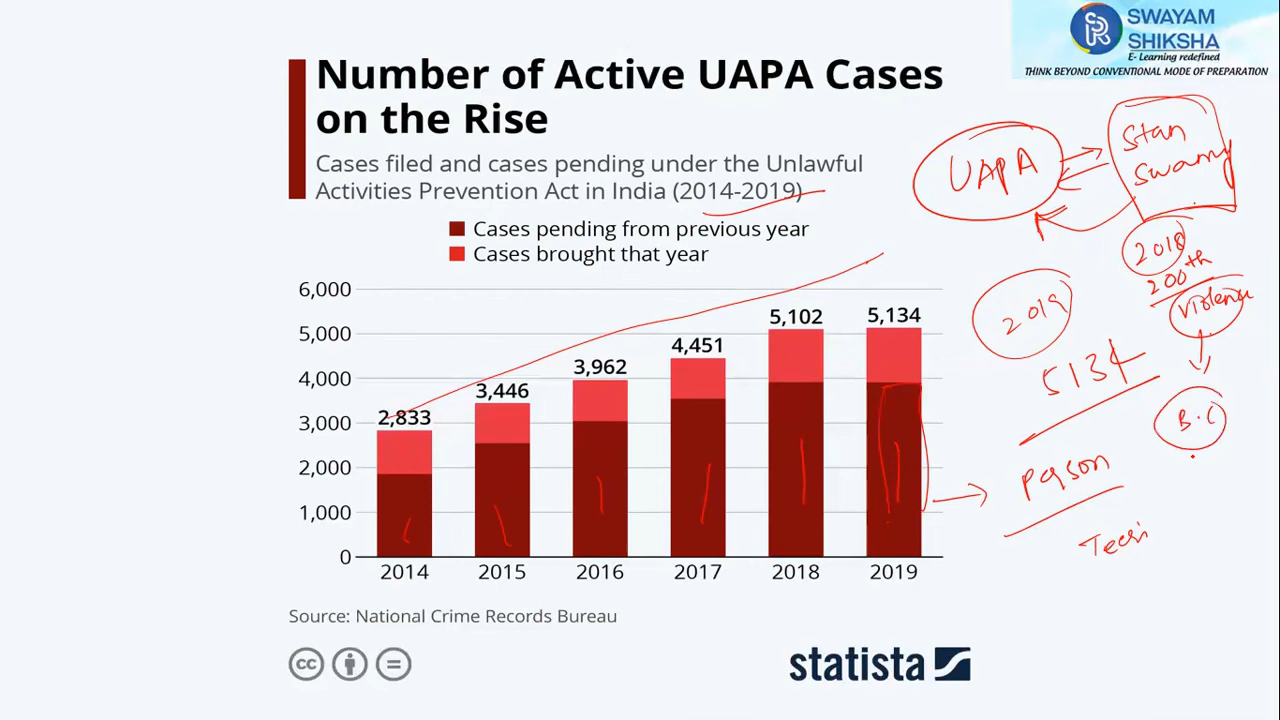 SWAYAM
SHIKSHA
E- Learning redefined
THINK BEYOND CONVENTIONAL MODE OF PREPARATION
Number of Active UAPA Cases
on the Rise
Cases filed and cases pending under the Unlawful
Activities Prevention Act in India (2014-2019)
Cases pending from previous year
Cases brought that year
6,000
5,000
4,000
3,000
2,000
1,000
0
2,833
3,446
3,962
4,451
5,102
5,134
2014
2015
2016
2017
2018
2019
Source: National Crime Records Bureau
statista
UAPA
Stan
Swamy
2018
200th
Violence
2019
5134
B.C
Person